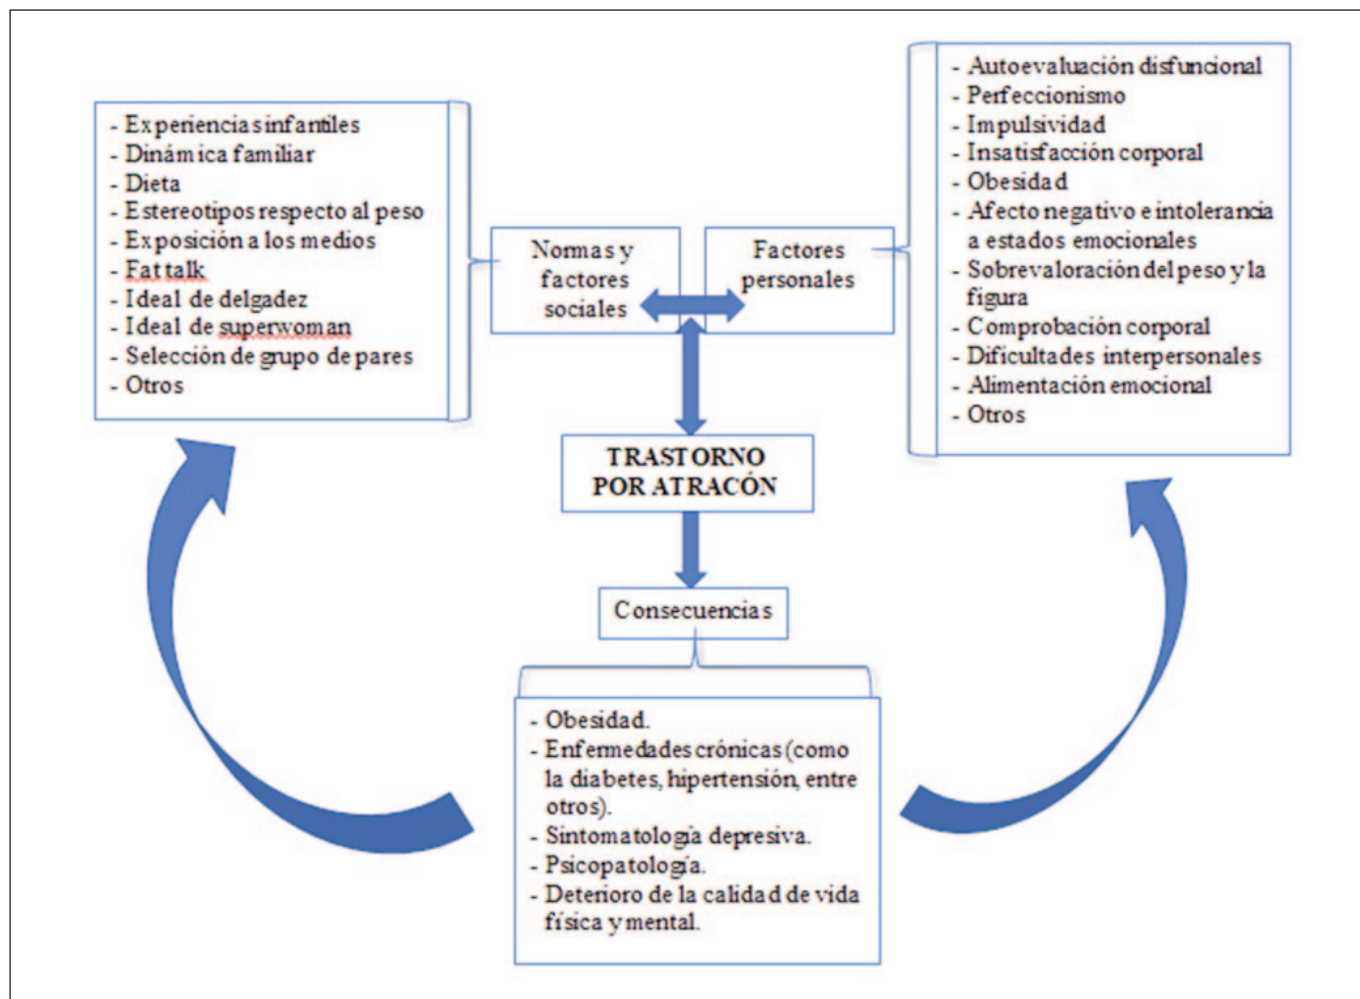 - Experiencias infantiles
- Dinámica familiar
- Dieta
- Estereotipos respecto al peso
- Exposición a los medios
- Fat talk
- Ideal de delgadez
- Ideal de superwoman
- Selección de grupo de pares
- Otros
Normas y
factores
sociales
Factores
personales
- Autoevaluación disfuncional
- Perfeccionismo
- Impulsividad
- Insatisfacción corporal
- Obesidad
- Afecto negativo e intolerancia
a estados emocionales
- Sobrevaloración del peso y la
figura
- Comprobación corporal
- Dificultades interpersonales
- Alimentación emocional
- Otros
TRASTORNO
POR ATRACÓN
Consecuencias
- Obesidad.
- Enfermedades crónicas (como
la diabetes, hipertensión, entre
otros).
- Sintomatología depresiva.
- Psicopatología.
- Deterioro de la calidad de vida
física y mental.